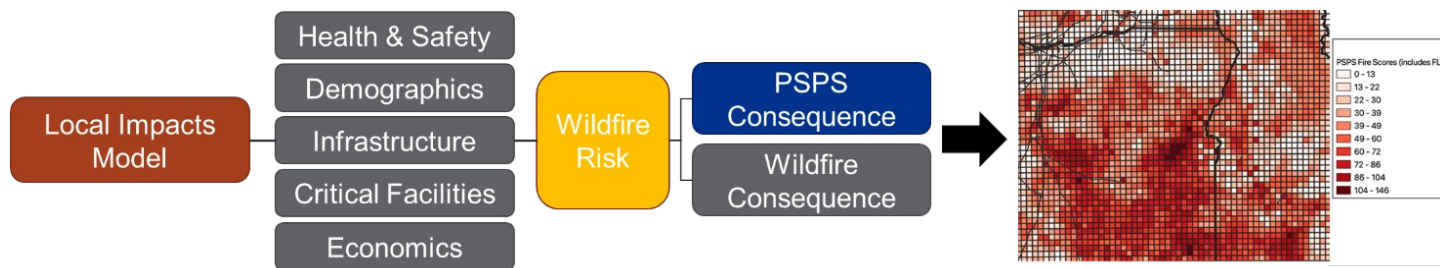 Local Impacts
Model
Health & Safety
Demographics
Infrastructure
Critical Facilities
Economics
Wildfire
Risk
PSPS
Consequence
Wildfire
Consequence
PSPS Fire Scores (includes FL
0 - 13
13 - 22
22 - 30
30 - 39
39 - 49
49 - 60
60 - 72
72 - 86
86 - 104
104 - 146